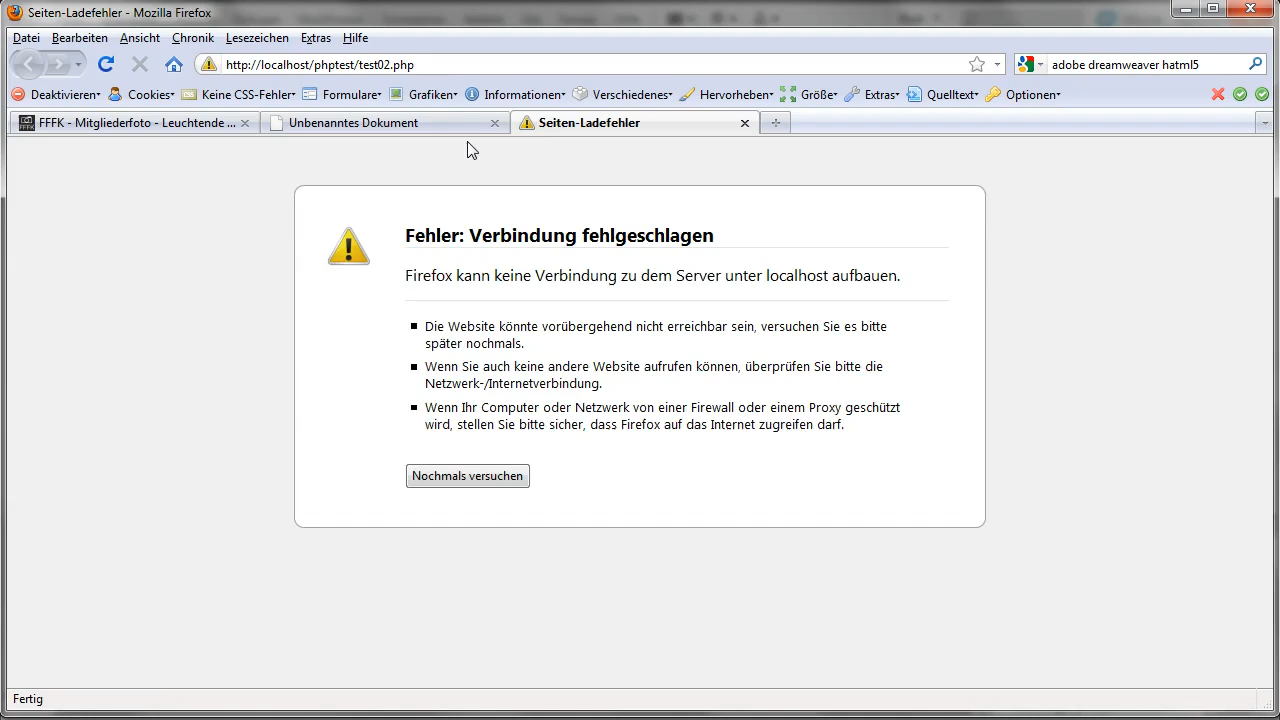 Seiten-Ladefehler - Mozilla Firefox
Datei Bearbeiten Ansicht Chronik Lesezeichen Extras Hilfe
http://localhost/phptest/test02.php adobe dreamweaver hatml5
Deaktivieren Cookies Keine CSS-Fehler Formulare Grafiken Informationen Verschiedenes Hervorheben Größe Extras Quelltext Optionen
FFFK - Mitgliederfoto - Leuchtende ... Unbenanntes Dokument Seiten-Ladefehler
Fehler: Verbindung fehlgeschlagen
Firefox kann keine Verbindung zu dem Server unter localhost aufbauen.
Die Website könnte vorübergehend nicht erreichbar sein, versuchen Sie es bitte
später nochmals.
Wenn Sie auch keine andere Website aufrufen können, überprüfen Sie bitte die
Netzwerk-/Internetverbindung.
Wenn Ihr Computer oder Netzwerk von einer Firewall oder einem Proxy geschützt
wird, stellen Sie bitte sicher, dass Firefox auf das Internet zugreifen darf.
Nochmals versuchen
Fertig